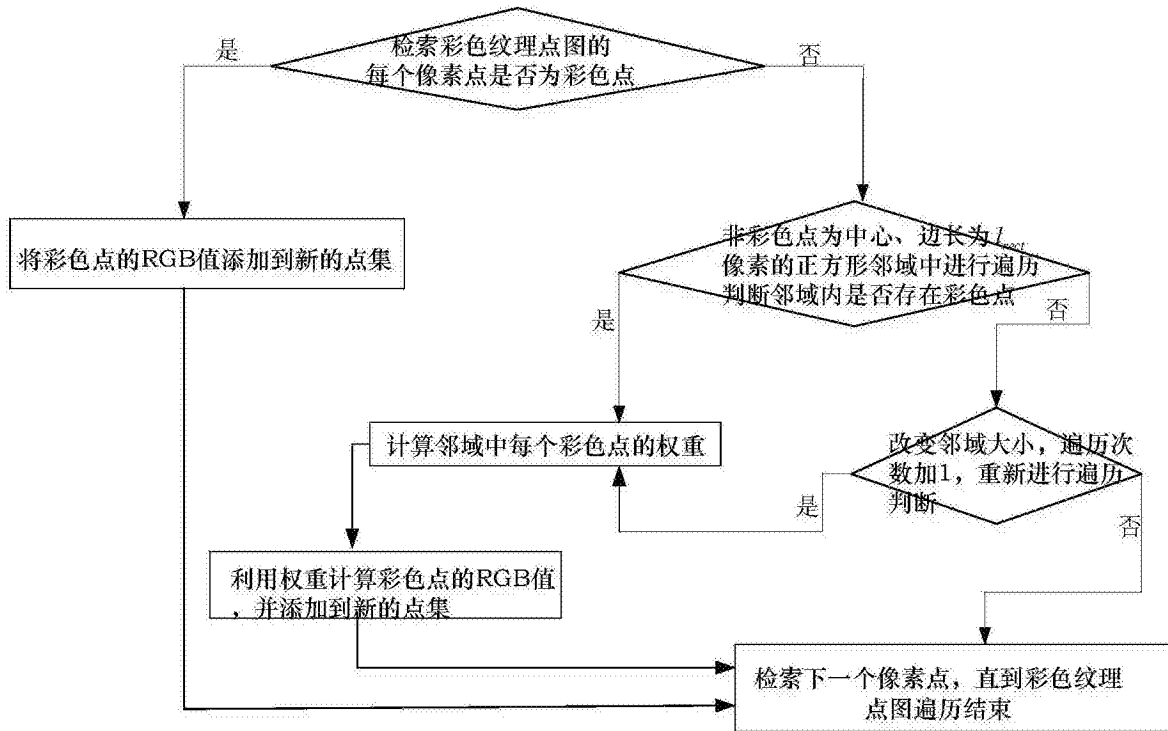 检索彩色纹理点图的
每个像素点是否为彩色点
是
否
将彩色点的RGB值添加到新的点集
非彩色点为中心、边长为
像素的正方形邻域中进行遍历
判断邻域内是否存在彩色点
是
否
计算邻域中每个彩色点的权重
改变邻域大小，遍历次
数加1，重新进行遍历
判断
是
否
利用权重计算彩色点的RGB值
，并添加到新的点集
检索下一个像素点，直到彩色纹理
点图遍历结束